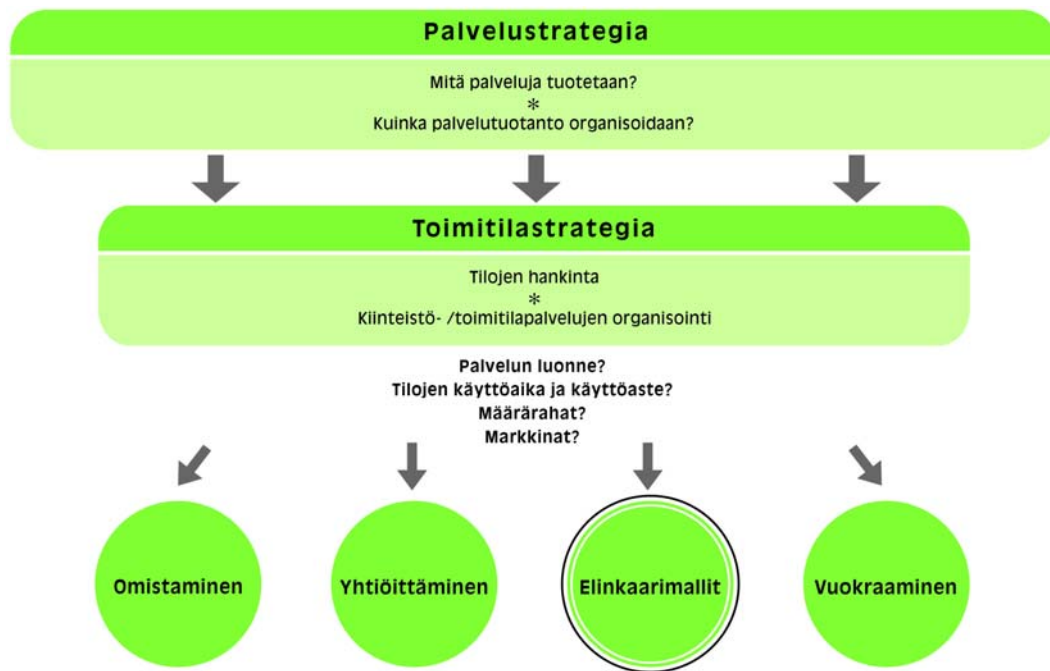 Palvelustrategia
Mitä palveluja tuotetaan?
*
Kuinka palvelutuotanto organisoidaan?
Toimitilastrategia
Tilojen hankinta
*
Kiinteistö- /toimitilapalvelujen organisointi
Palvelun luonne?
Tilojen käyttöaika ja käyttöaste?
Määrärahat?
Markkinat?
Omistaminen
Yhtiöittäminen
Elinkaarimallit
Vuokraaminen